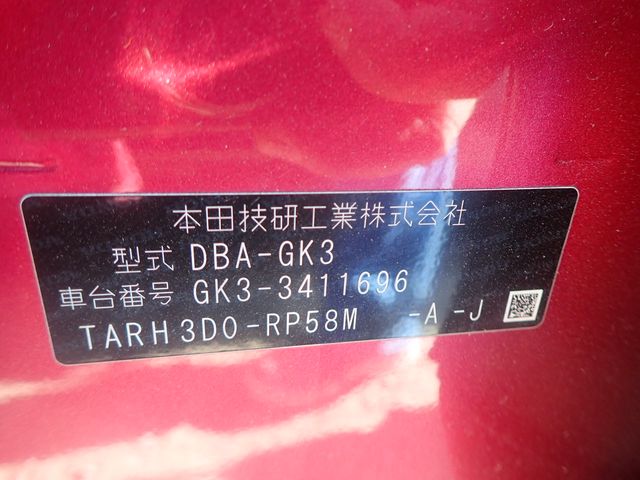 本田技研工業株式会社
型式 DBA-GK3
車台番号 GK3-3411696
TARH3D0-RP58M -A -J